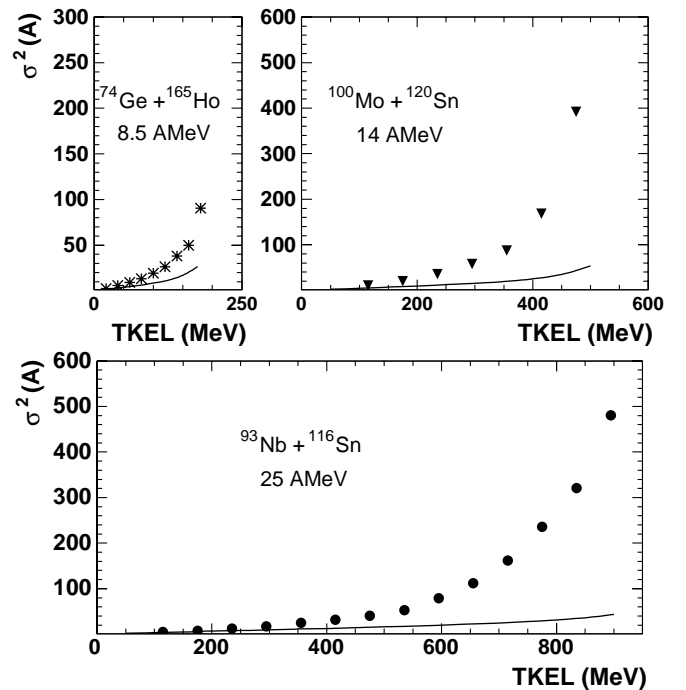 σ² (A)
300
250
200
150
100
50
⁷⁴Ge + ¹⁶⁵Ho
8.5 AMeV
0
250
TKEL (MeV)
600
400
200
100
¹⁰⁰Mo + ¹²⁰Sn
14 AMeV
0
200
400
600
TKEL (MeV)
σ² (A)
600
500
400
300
200
100
⁹³Nb + ¹¹⁶Sn
25 AMeV
0
200
400
600
800
TKEL (MeV)